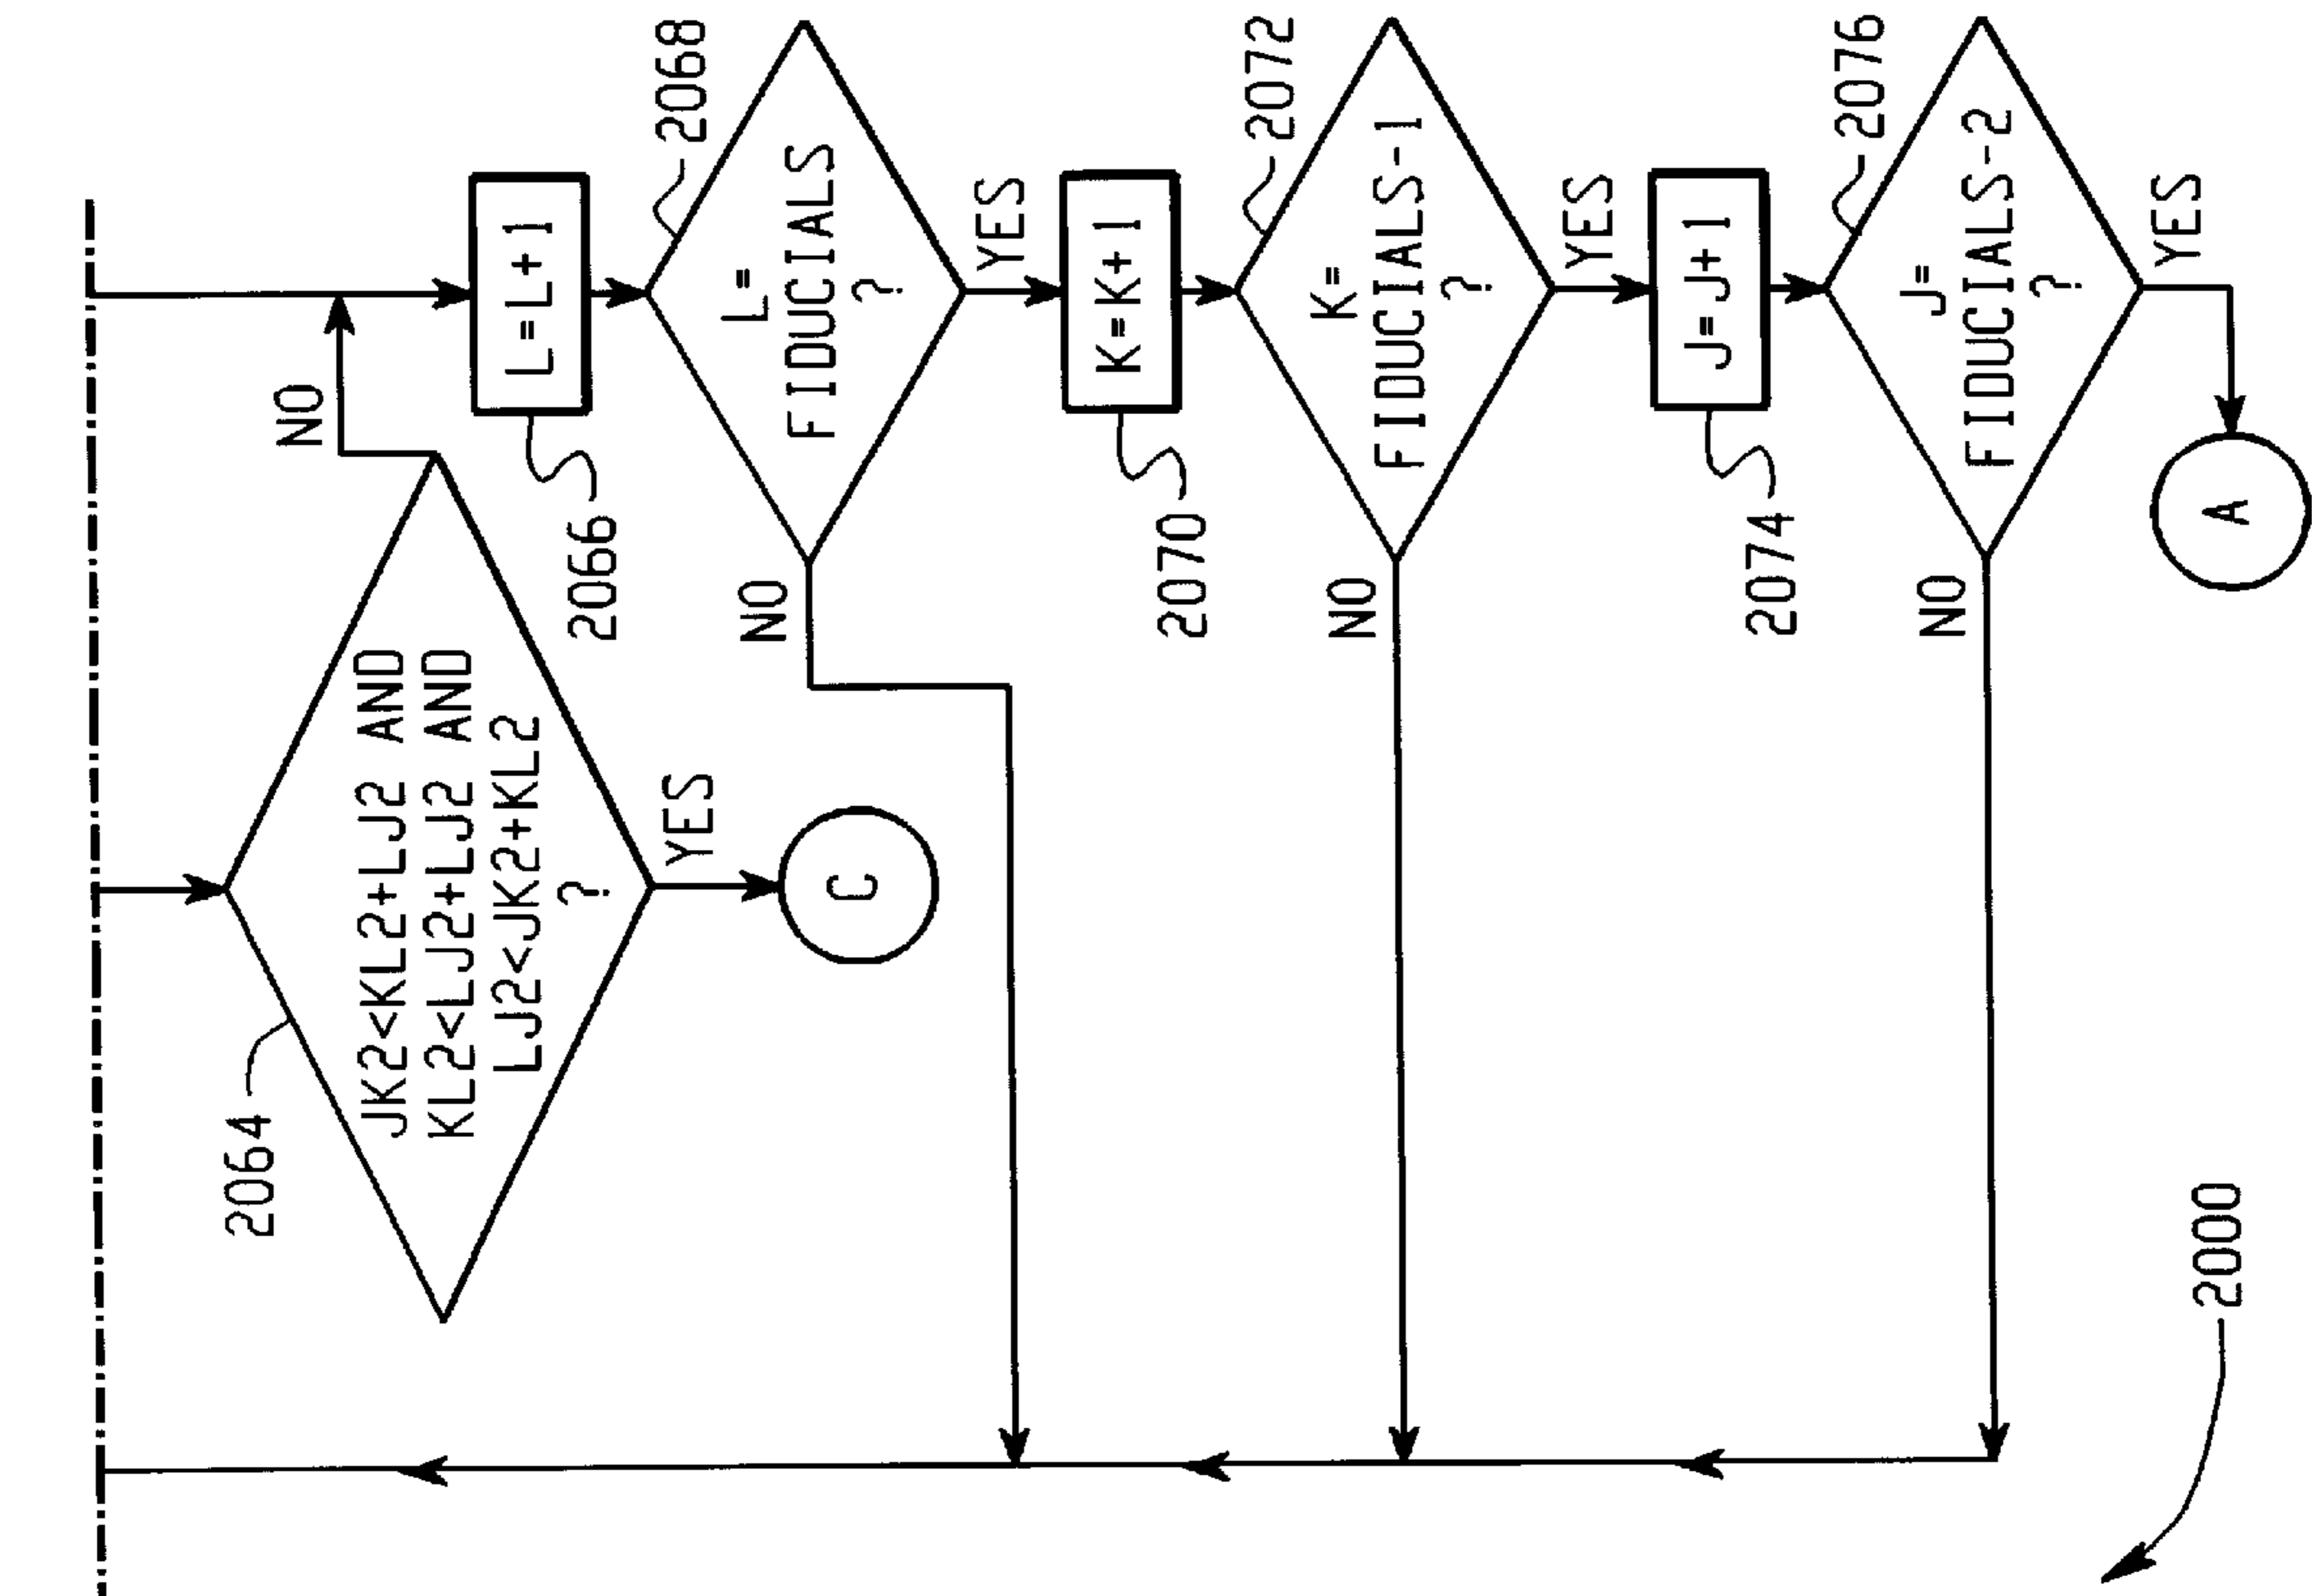 2064
JK2<KL2+LJ2 AND
KL2<LJ2+LJ2 AND
LJ2<JK2+KL2
?
NO
YES
C
L=L+1
2066
2068
L=
FIDUCIALS
?
NO
YES
K=K+1
2070
2072
K=
FIDUCIALS-1
?
NO
YES
J=J+1
2074
2076
J=
FIDUCIALS-2
?
NO
YES
A
2000